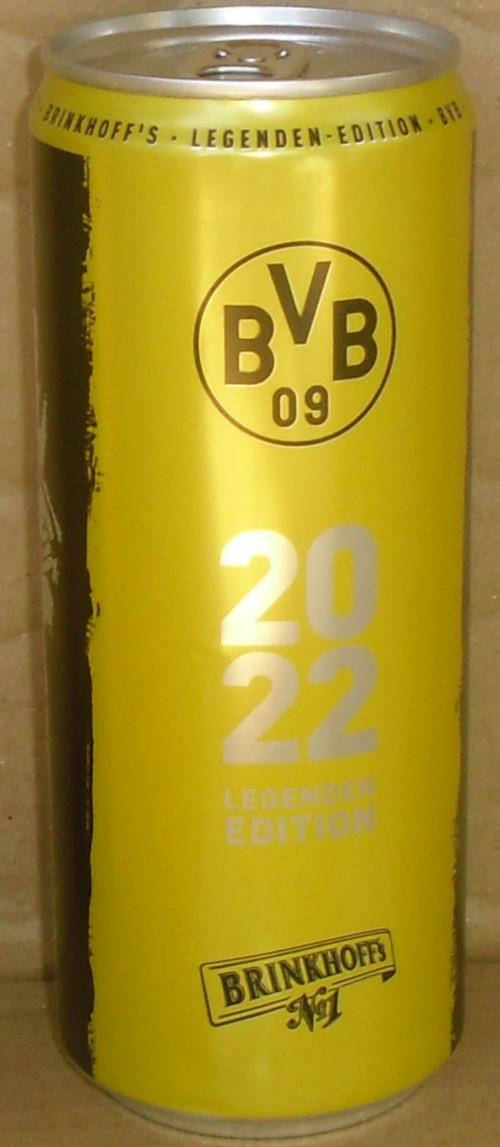 · BRINKHOFF'S · LEGENDEN-EDITION · BVB
BVB
09
20
22
LEGENDEN
EDITION
BRINKHOFF's
No1